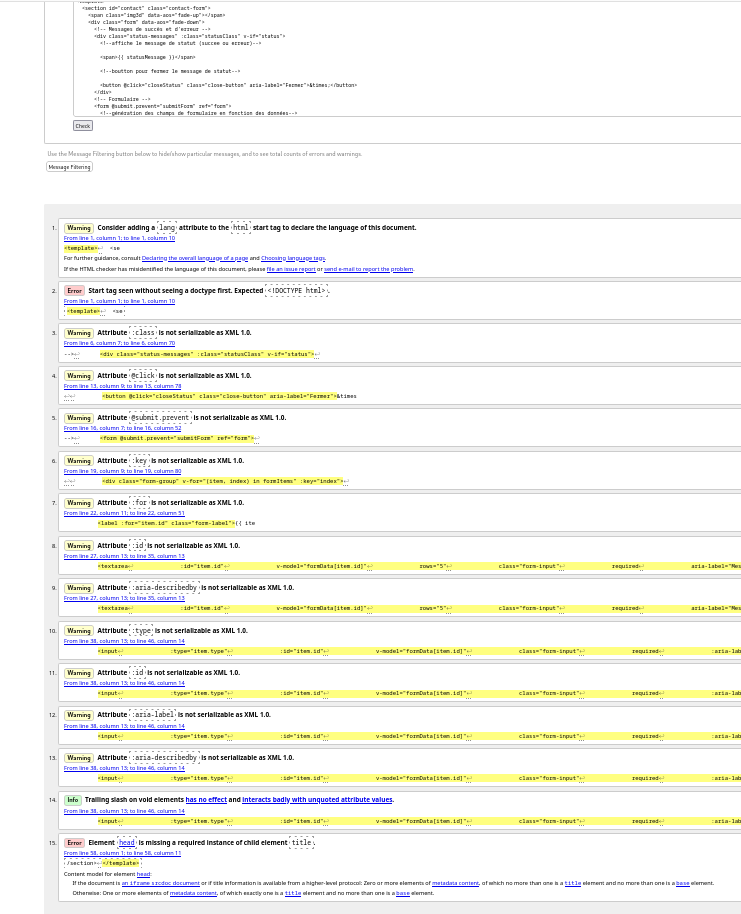 <section id="contact" class="contact-form">
<span class="img3d" data-aos="fade-up"></span>
<div class="form" data-aos="fade-down">
<!-- Messages de succès et d'erreur -->
<div class="status-messages" :class="statusClass" v-if="status">
<!--affiche le message de statut (succee ou erreur)-->
<span>{{ statusMessage }}</span>
<!--boutton pour fermer le message de statut-->
<button @click="closeStatus" class="close-button" aria-label="Fermer">&times;</button>
</div>
<!-- Formulaire -->
<form @submit.prevent="submitForm" ref="form">
<!--génération des champs de formulaire en fonction des données-->
Check
Use the Message Filtering button below to hide/show particular messages, and to see total counts of errors and warnings.
Message Filtering
1. Warning Consider adding a lang attribute to the html start tag to declare the language of this document.
From line 1, column 1; to line 1, column 10
<template>↩ <se
For further guidance, consult Declaring the overall language of a page and Choosing language tags.
If the HTML checker has misidentified the language of this document, please file an issue report or send e-mail to report the problem.
2. Error Start tag seen without seeing a doctype first. Expected <!DOCTYPE html>.
From line 1, column 1; to line 1, column 10
<template>↩ <se
3. Warning Attribute :class is not serializable as XML 1.0.
From line 6, column 7; to line 6, column 70
-->↩ <div class="status-messages" :class="statusClass" v-if="status">↩
4. Warning Attribute @click is not serializable as XML 1.0.
From line 13, column 9; to line 13, column 78
↩ <button @click="closeStatus" class="close-button" aria-label="Fermer">&times
5. Warning Attribute @submit.prevent is not serializable as XML 1.0.
From line 16, column 7; to line 16, column 52
-->↩ <form @submit.prevent="submitForm" ref="form">↩
6. Warning Attribute :key is not serializable as XML 1.0.
From line 19, column 9; to line 19, column 80
↩ <div class="form-group" v-for="(item, index) in formItems" :key="index">↩
7. Warning Attribute :for is not serializable as XML 1.0.
From line 22, column 11; to line 22, column 51
<label :for="item.id" class="form-label">{{ ite
8. Warning Attribute :id is not serializable as XML 1.0.
From line 27, column 13; to line 35, column 13
<textarea↩ :id="item.id"↩ v-model="formData[item.id]"↩ rows="5"↩ class="form-input"↩ required↩ aria-label="Mes
9. Warning Attribute :aria-describedby is not serializable as XML 1.0.
From line 27, column 13; to line 35, column 13
<textarea↩ :id="item.id"↩ v-model="formData[item.id]"↩ rows="5"↩ class="form-input"↩ required↩ aria-label="Mes
10. Warning Attribute :type is not serializable as XML 1.0.
From line 38, column 13; to line 46, column 14
<input↩ :type="item.type"↩ :id="item.id"↩ v-model="formData[item.id]"↩ class="form-input"↩ required↩ :aria-lab
11. Warning Attribute :id is not serializable as XML 1.0.
From line 38, column 13; to line 46, column 14
<input↩ :type="item.type"↩ :id="item.id"↩ v-model="formData[item.id]"↩ class="form-input"↩ required↩ :aria-lab
12. Warning Attribute :aria-label is not serializable as XML 1.0.
From line 38, column 13; to line 46, column 14
<input↩ :type="item.type"↩ :id="item.id"↩ v-model="formData[item.id]"↩ class="form-input"↩ required↩ :aria-lab
13. Warning Attribute :aria-describedby is not serializable as XML 1.0.
From line 38, column 13; to line 46, column 14
<input↩ :type="item.type"↩ :id="item.id"↩ v-model="formData[item.id]"↩ class="form-input"↩ required↩ :aria-lab
14. Info Trailing slash on void elements has no effect and interacts badly with unquoted attribute values.
From line 38, column 13; to line 46, column 14
<input↩ :type="item.type"↩ :id="item.id"↩ v-model="formData[item.id]"↩ class="form-input"↩ required↩ :aria-lab
15. Error Element head is missing a required instance of child element title.
From line 58, column 1; to line 58, column 11
/section>↩</template>
Content model for element head:
If the document is an iframe srcdoc document or if title information is available from a higher-level protocol: Zero or more elements of metadata content, of which no more than one is a title element and no more than one is a base element.
Otherwise: One or more elements of metadata content, of which exactly one is a title element and no more than one is a base element.